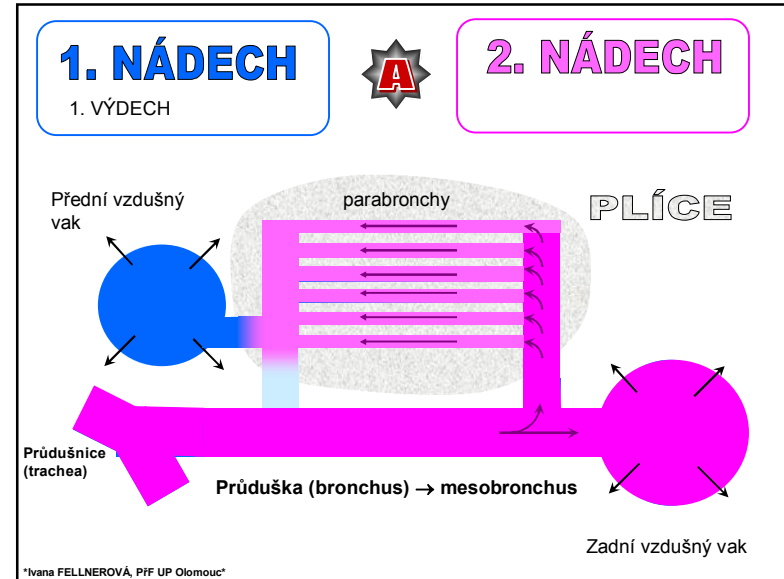 1. NÁDECH
1. VÝDECH
A
2. NÁDECH
Přední vzdušný
vak
parabronchy
PLÍCE
Průdušnice
(trachea)
Průduška (bronchus) → mesobronchus
Zadní vzdušný vak
*Ivana FELLNEROVÁ, PřF UP Olomouc*